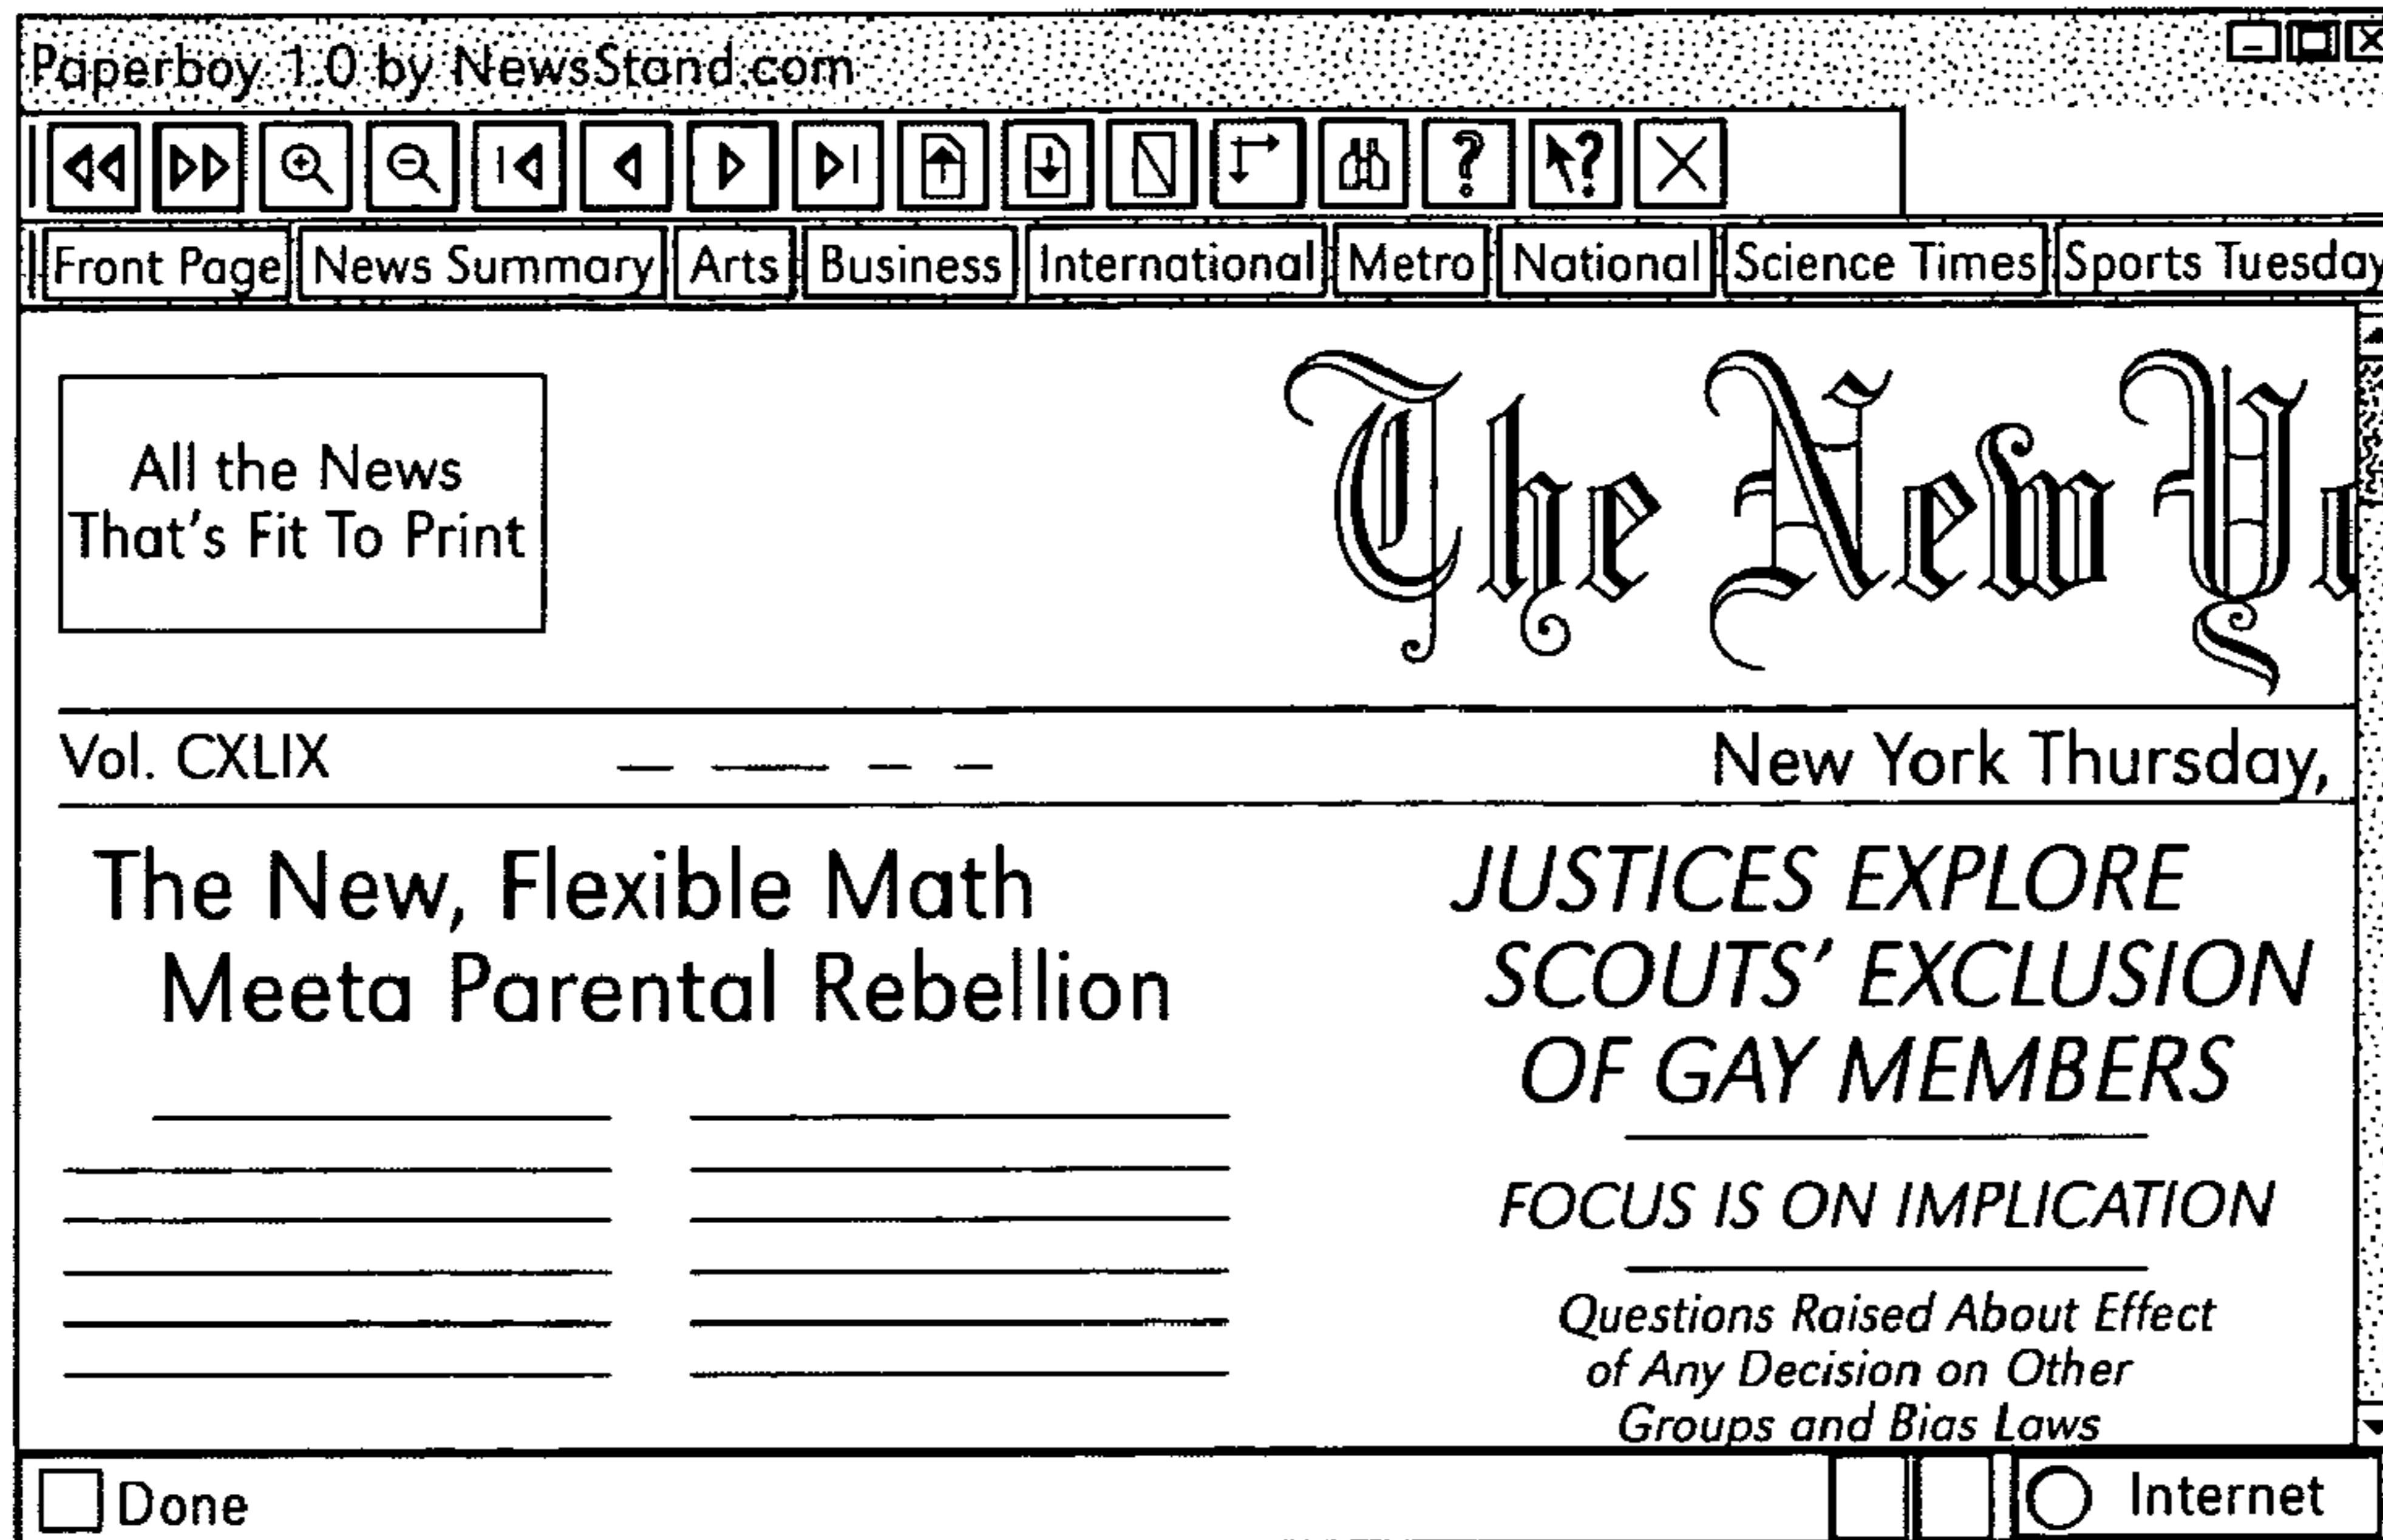 Paperboy 1.0 by NewsStand.com
Front Page News Summary Arts Business International Metro National Science Times Sports Tuesday
All the News
That's Fit To Print
The New Yo
Vol. CXLIX
New York Thursday,
The New, Flexible Math
Meeta Parental Rebellion
JUSTICES EXPLORE
SCOUTS' EXCLUSION
OF GAY MEMBERS
FOCUS IS ON IMPLICATION
Questions Raised About Effect
of Any Decision on Other
Groups and Bias Laws
Done
Internet